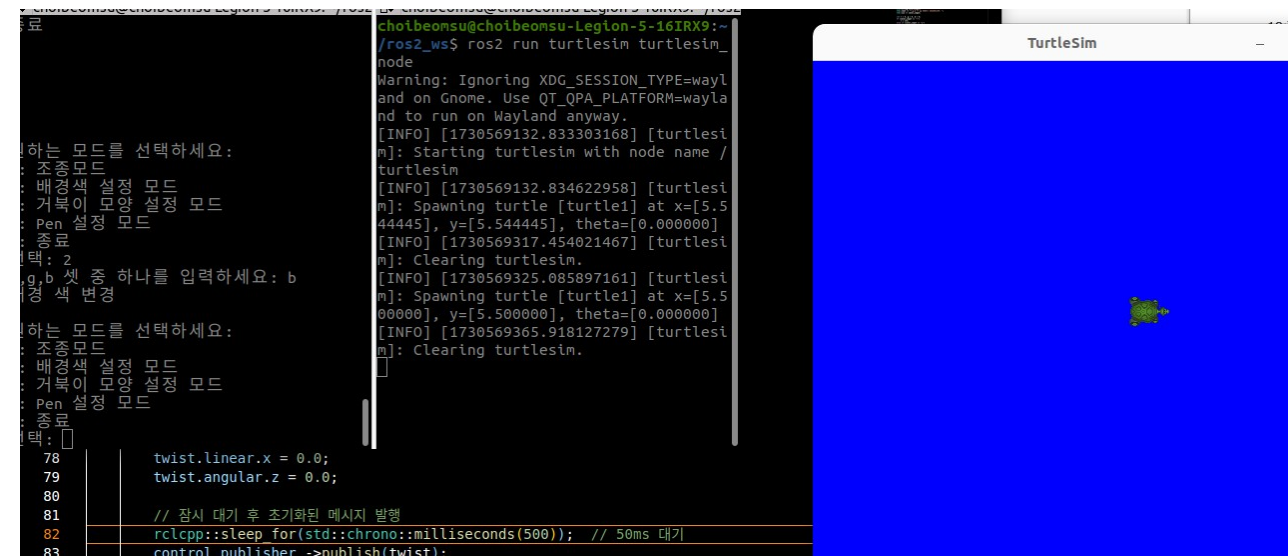 종료
하는 모드를 선택하세요:
: 조종모드
: 배경색 설정 모드
: 거북이 모양 설정 모드
: Pen 설정 모드
: 종료
택: 2
,g,b 셋 중 하나를 입력하세요: b
경 색 변경
하는 모드를 선택하세요:
: 조종모드
: 배경색 설정 모드
: 거북이 모양 설정 모드
: Pen 설정 모드
: 종료
택:
choibeomsu@choibeomsu-Legion-5-16IRX9:~
/ros2_ws$ ros2 run turtlesim turtlesim_
node
Warning: Ignoring XDG_SESSION_TYPE=wayl
and on Gnome. Use QT_QPA_PLATFORM=wayla
nd to run on Wayland anyway.
[INFO] [1730569132.833303168] [turtlesi
m]: Starting turtlesim with node name /
turtlesim
[INFO] [1730569132.834622958] [turtlesi
m]: Spawning turtle [turtle1] at x=[5.5
44445], y=[5.544445], theta=[0.000000]
[INFO] [1730569317.454021467] [turtlesi
m]: Clearing turtlesim.
[INFO] [1730569325.085897161] [turtlesi
m]: Spawning turtle [turtle1] at x=[5.5
00000], y=[5.500000], theta=[0.000000]
[INFO] [1730569365.918127279] [turtlesi
m]: Clearing turtlesim.
TurtleSim
78 twist.linear.x = 0.0;
79 twist.angular.z = 0.0;
80
81 // 잠시 대기 후 초기화된 메시지 발행
82 rclcpp::sleep_for(std::chrono::milliseconds(500)); // 50ms 대기
83 control_publisher_->publish(twist);